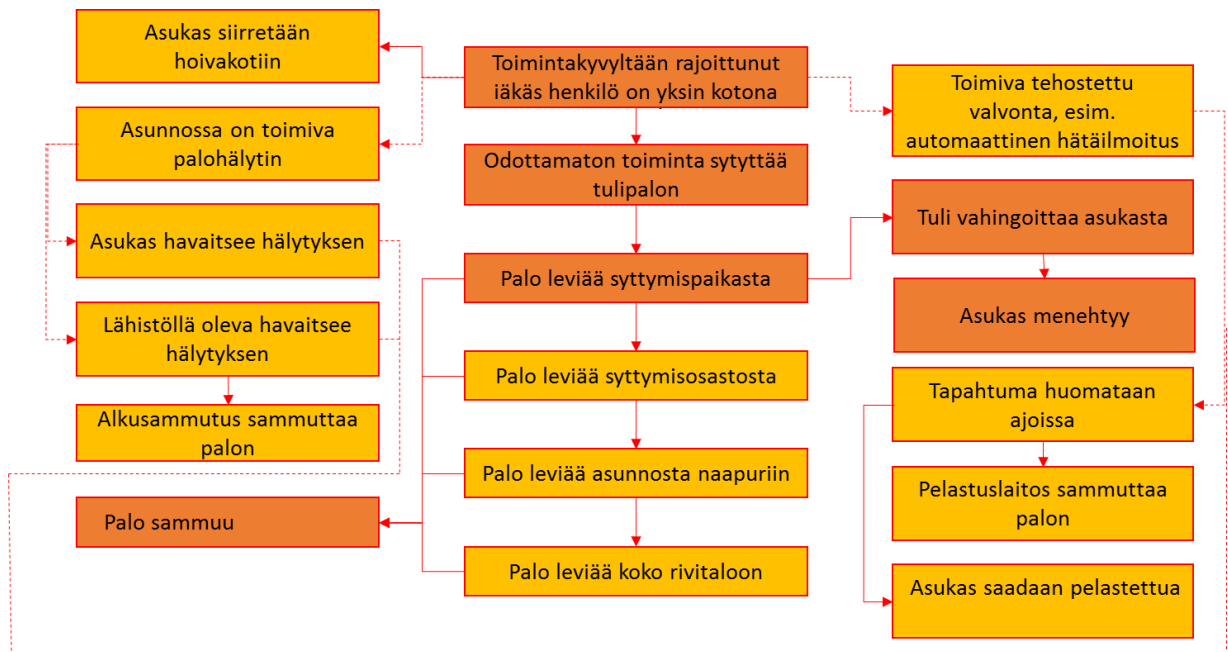 Asukas siirretään
hoivakotiin
Asunnossa on toimiva
palohälytin
Asukas havaitsee hälytyksen
Lähistöllä oleva havaitsee
hälytyksen
Alkusammutus sammuttaa
palon
Palo sammuu
Toimintakyvyltään rajoittunut
iäkäs henkilö on yksin kotona
Odottamaton toiminta sytyttää
tulipalon
Palo leviää syttymispaikasta
Palo leviää syttymisosastosta
Palo leviää asunnosta naapuriin
Palo leviää koko rivitaloon
Toimiva tehostettu
valvonta, esim.
automaattinen hätäilmoitus
Tuli vahingoittaa asukasta
Asukas menehtyy
Tapahtuma huomataan
ajoissa
Pelastuslaitos sammuttaa
palon
Asukas saadaan pelastettua